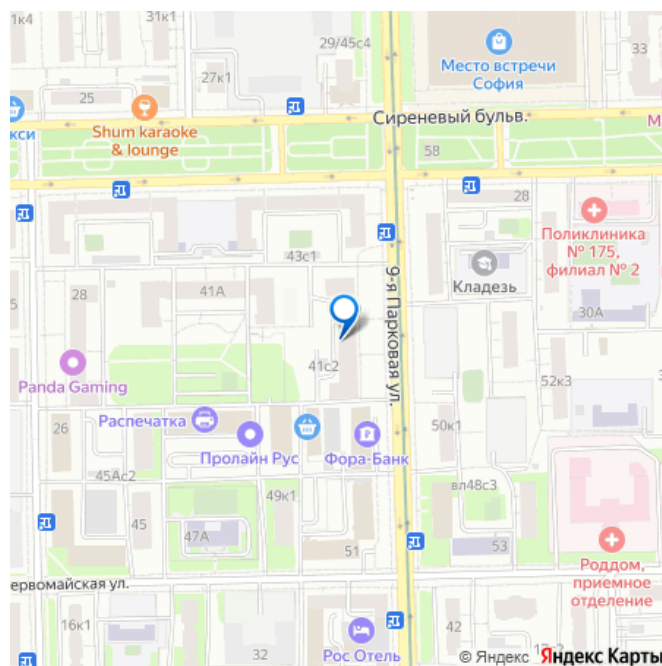 31к4
31к1
29/45с4
33
Место встречи
София
27к1
25
кси
Shum karaoke
& lounge
Сиреневый бульв.
М
58
28
Поликлиника
№ 175,
филиал № 2
43с1
Кладезь
28
41А
9-я Парковая ул.
30А
Panda Gaming
41с2
52к3
Распечатка
26
Пролайн Рус
Фора-Банк
50к1
45Ас2
49к1
вл48с3
45
47А
51
53
Роддом,
приемное
отделение
ервомайская ул.
16к1
32
Рос Отель
42
© Яндекс Яндекс Карты